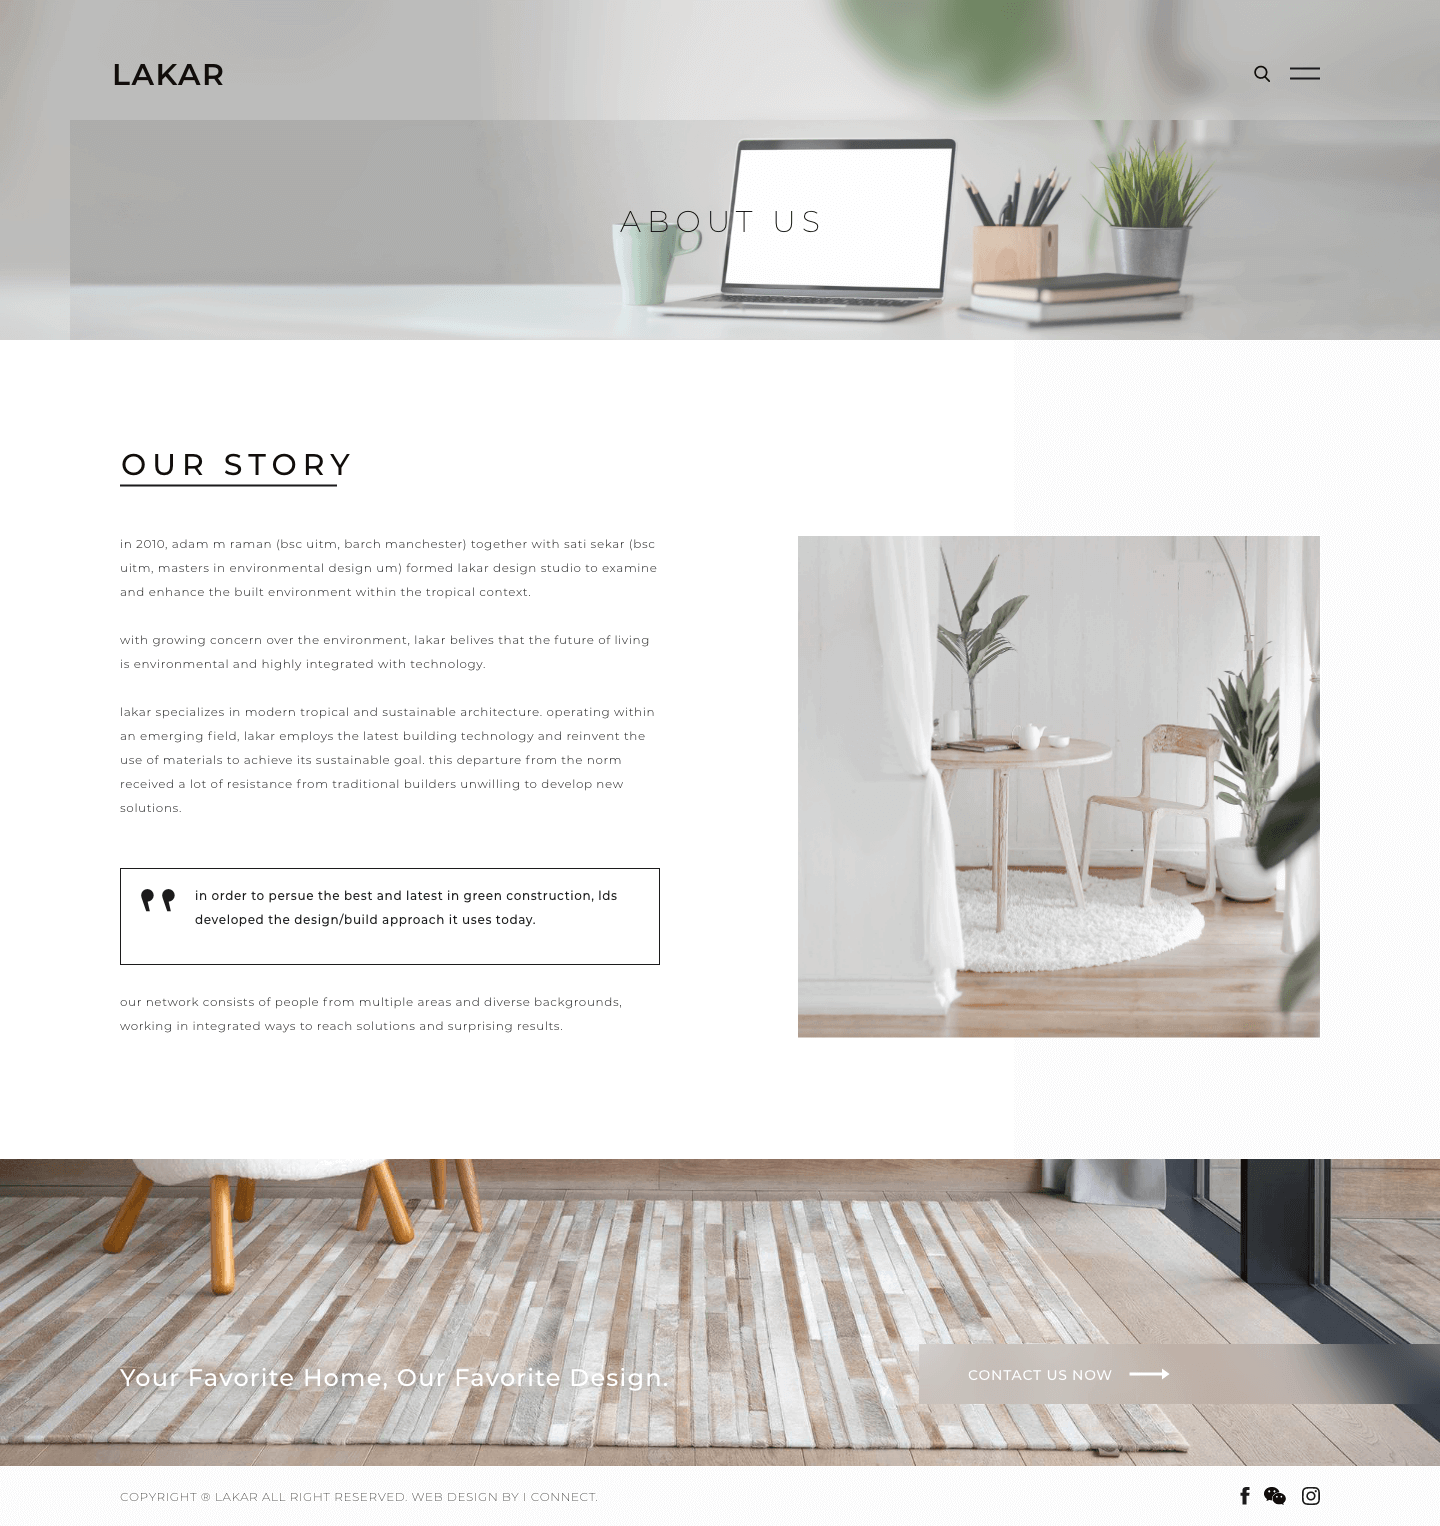 LAKAR
ABOUT US
OUR STORY
in 2010, adam m raman (bsc uitm, barch manchester) together with sati sekar (bsc
uitm, masters in environmental design um) formed lakar design studio to examine
and enhance the built environment within the tropical context.
with growing concern over the environment, lakar belives that the future of living
is environmental and highly integrated with technology.
lakar specializes in modern tropical and sustainable architecture. operating within
an emerging field, lakar employs the latest building technology and reinvent the
use of materials to achieve its sustainable goal. this departure from the norm
received a lot of resistance from traditional builders unwilling to develop new
solutions.
in order to persue the best and latest in green construction, lds
developed the design/build approach it uses today.
our network consists of people from multiple areas and diverse backgrounds,
working in integrated ways to reach solutions and surprising results.
Your Favorite Home, Our Favorite Design.
CONTACT US NOW
COPYRIGHT ® LAKAR ALL RIGHT RESERVED. WEB DESIGN BY I CONNECT.